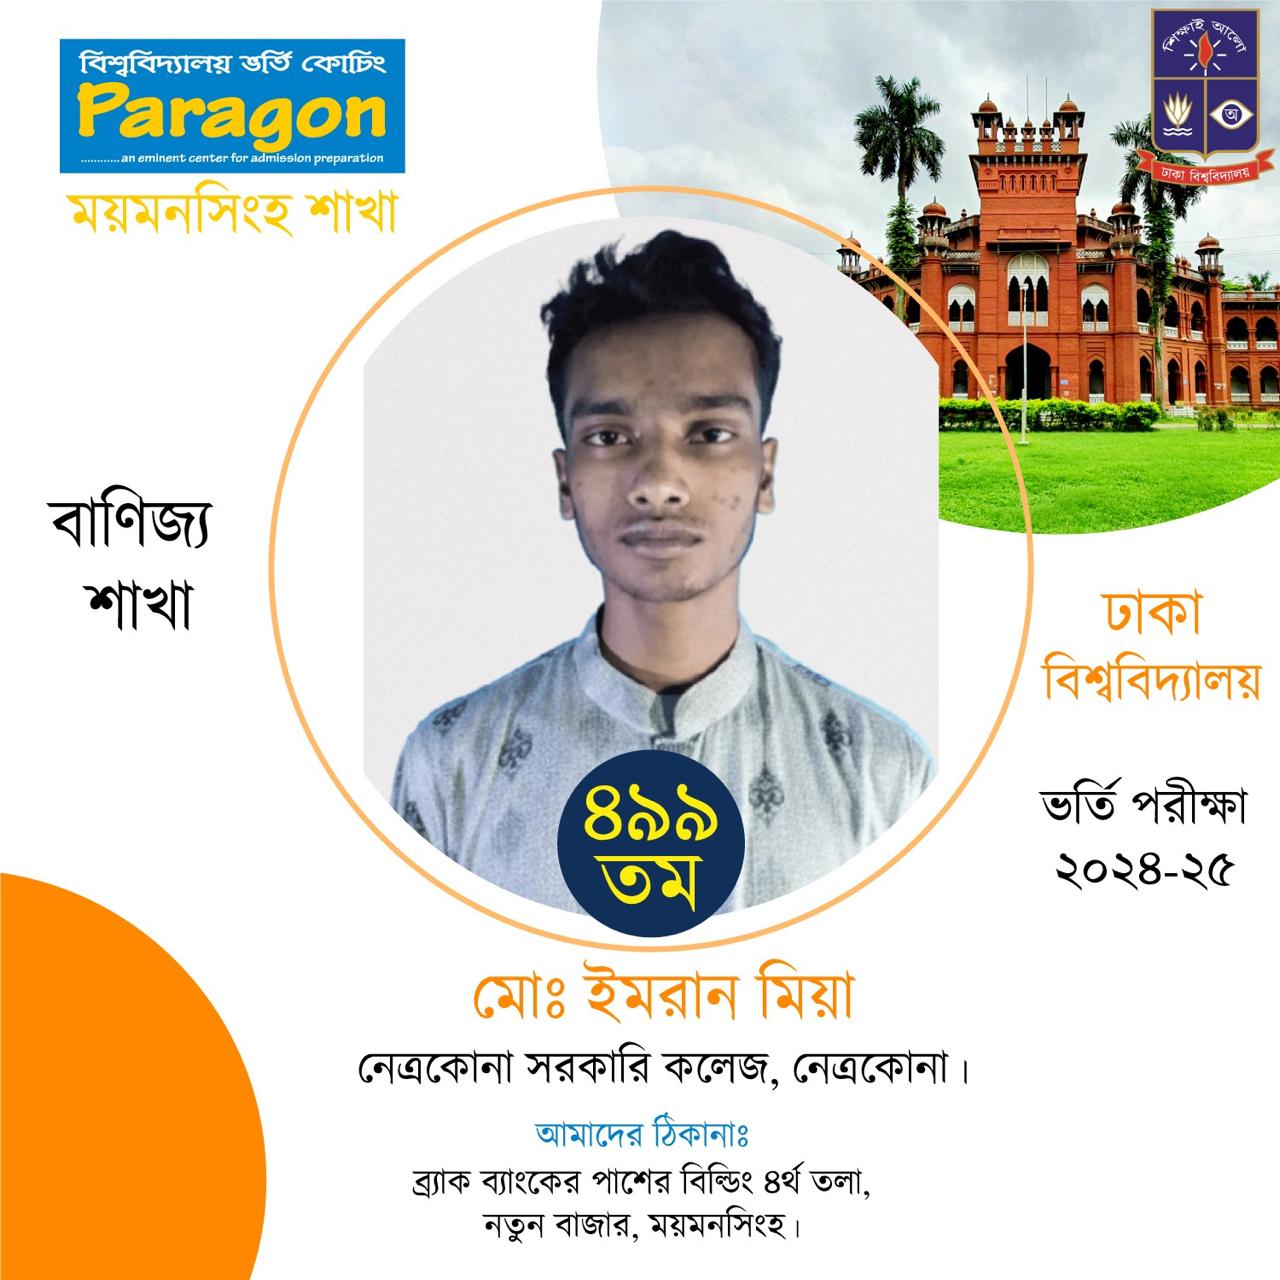 বিশ্ববিদ্যালয় ভর্তি কোচিং
Paragon
............an eminent center for admission preparation
ময়মনসিংহ শাখা
শিক্ষাই আলো
অ
ঢাকা বিশ্ববিদ্যালয়
বাণিজ্য
শাখা
ঢাকা
বিশ্ববিদ্যালয়
ভর্তি পরীক্ষা
২০২৪-২৫
৪৯৯
তম
মোঃ ইমরান মিয়া
নেত্রকোনা সরকারি কলেজ, নেত্রকোনা।
আমাদের ঠিকানাঃ
ব্র্যাক ব্যাংকের পাশের বিল্ডিং ৪র্থ তলা,
নতুন বাজার, ময়মনসিংহ।